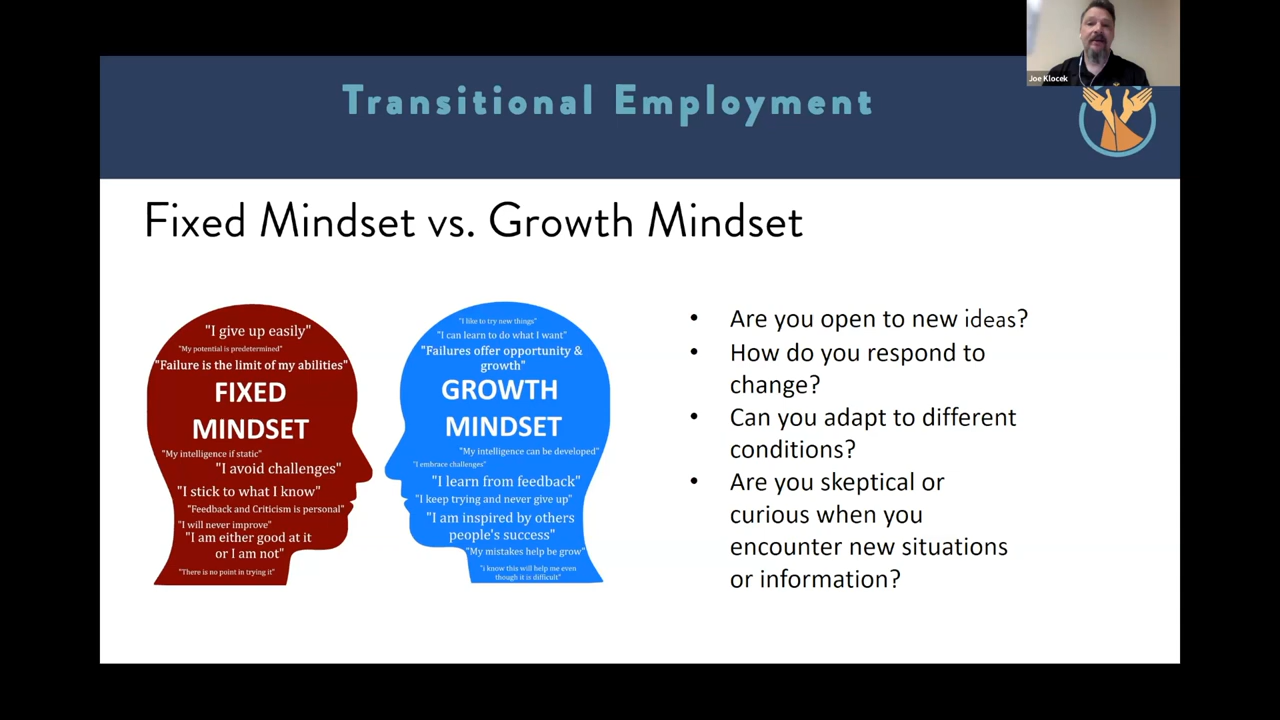 Transitional Employment
Joe Klocek
Fixed Mindset vs. Growth Mindset
"I give up easily"
"My potential is predetermined"
"Failure is the limit of my abilities"
FIXED
MINDSET
"My intelligence if static"
"I avoid challenges"
"I stick to what I know"
"Feedback and Criticism is personal"
"I will never improve"
"I am either good at it
or I am not"
"There is no point in trying it"
"I like to try new things"
"I can learn to do what I want"
"Failures offer opportunity &
growth"
GROWTH
MINDSET
"My intelligence can be developed"
"I embrace challenges"
"I learn from feedback"
"I keep trying and never give up"
"I am inspired by others
people's success"
"My mistakes help be grow"
"i know this will help me even
though it is difficult"
• Are you open to new ideas?
• How do you respond to
change?
• Can you adapt to different
conditions?
• Are you skeptical or
curious when you
encounter new situations
or information?